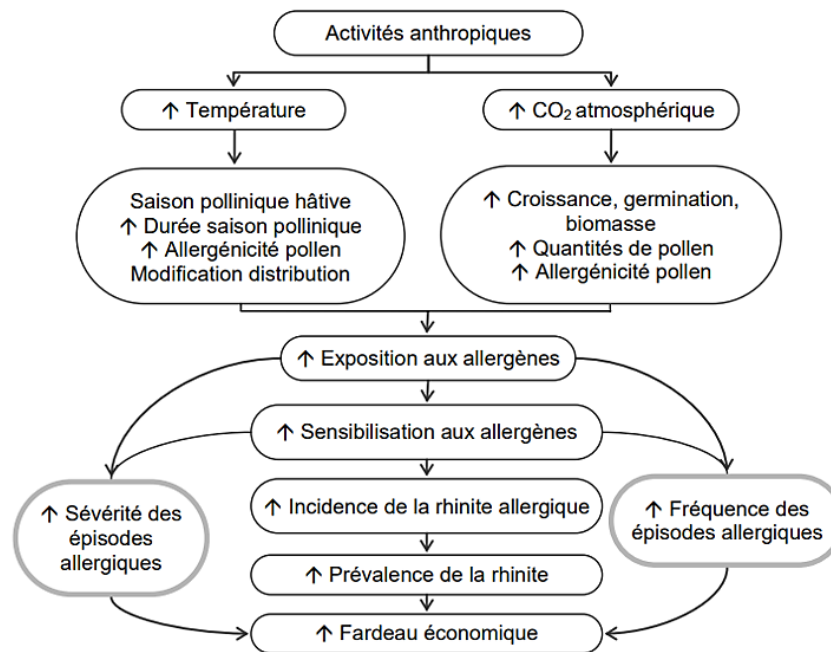 Activités anthropiques
↑ Température
↑ CO₂ atmosphérique
Saison pollinique hâtive
↑ Durée saison pollinique
↑ Allergénicité pollen
Modification distribution
↑ Croissance, germination,
biomasse
↑ Quantités de pollen
↑ Allergénicité pollen
↑ Exposition aux allergènes
↑ Sensibilisation aux allergènes
↑ Sévérité des
épisodes
allergiques
↑ Incidence de la rhinite allergique
↑ Fréquence des
épisodes allergiques
↑ Prévalence de la rhinite
↑ Fardeau économique